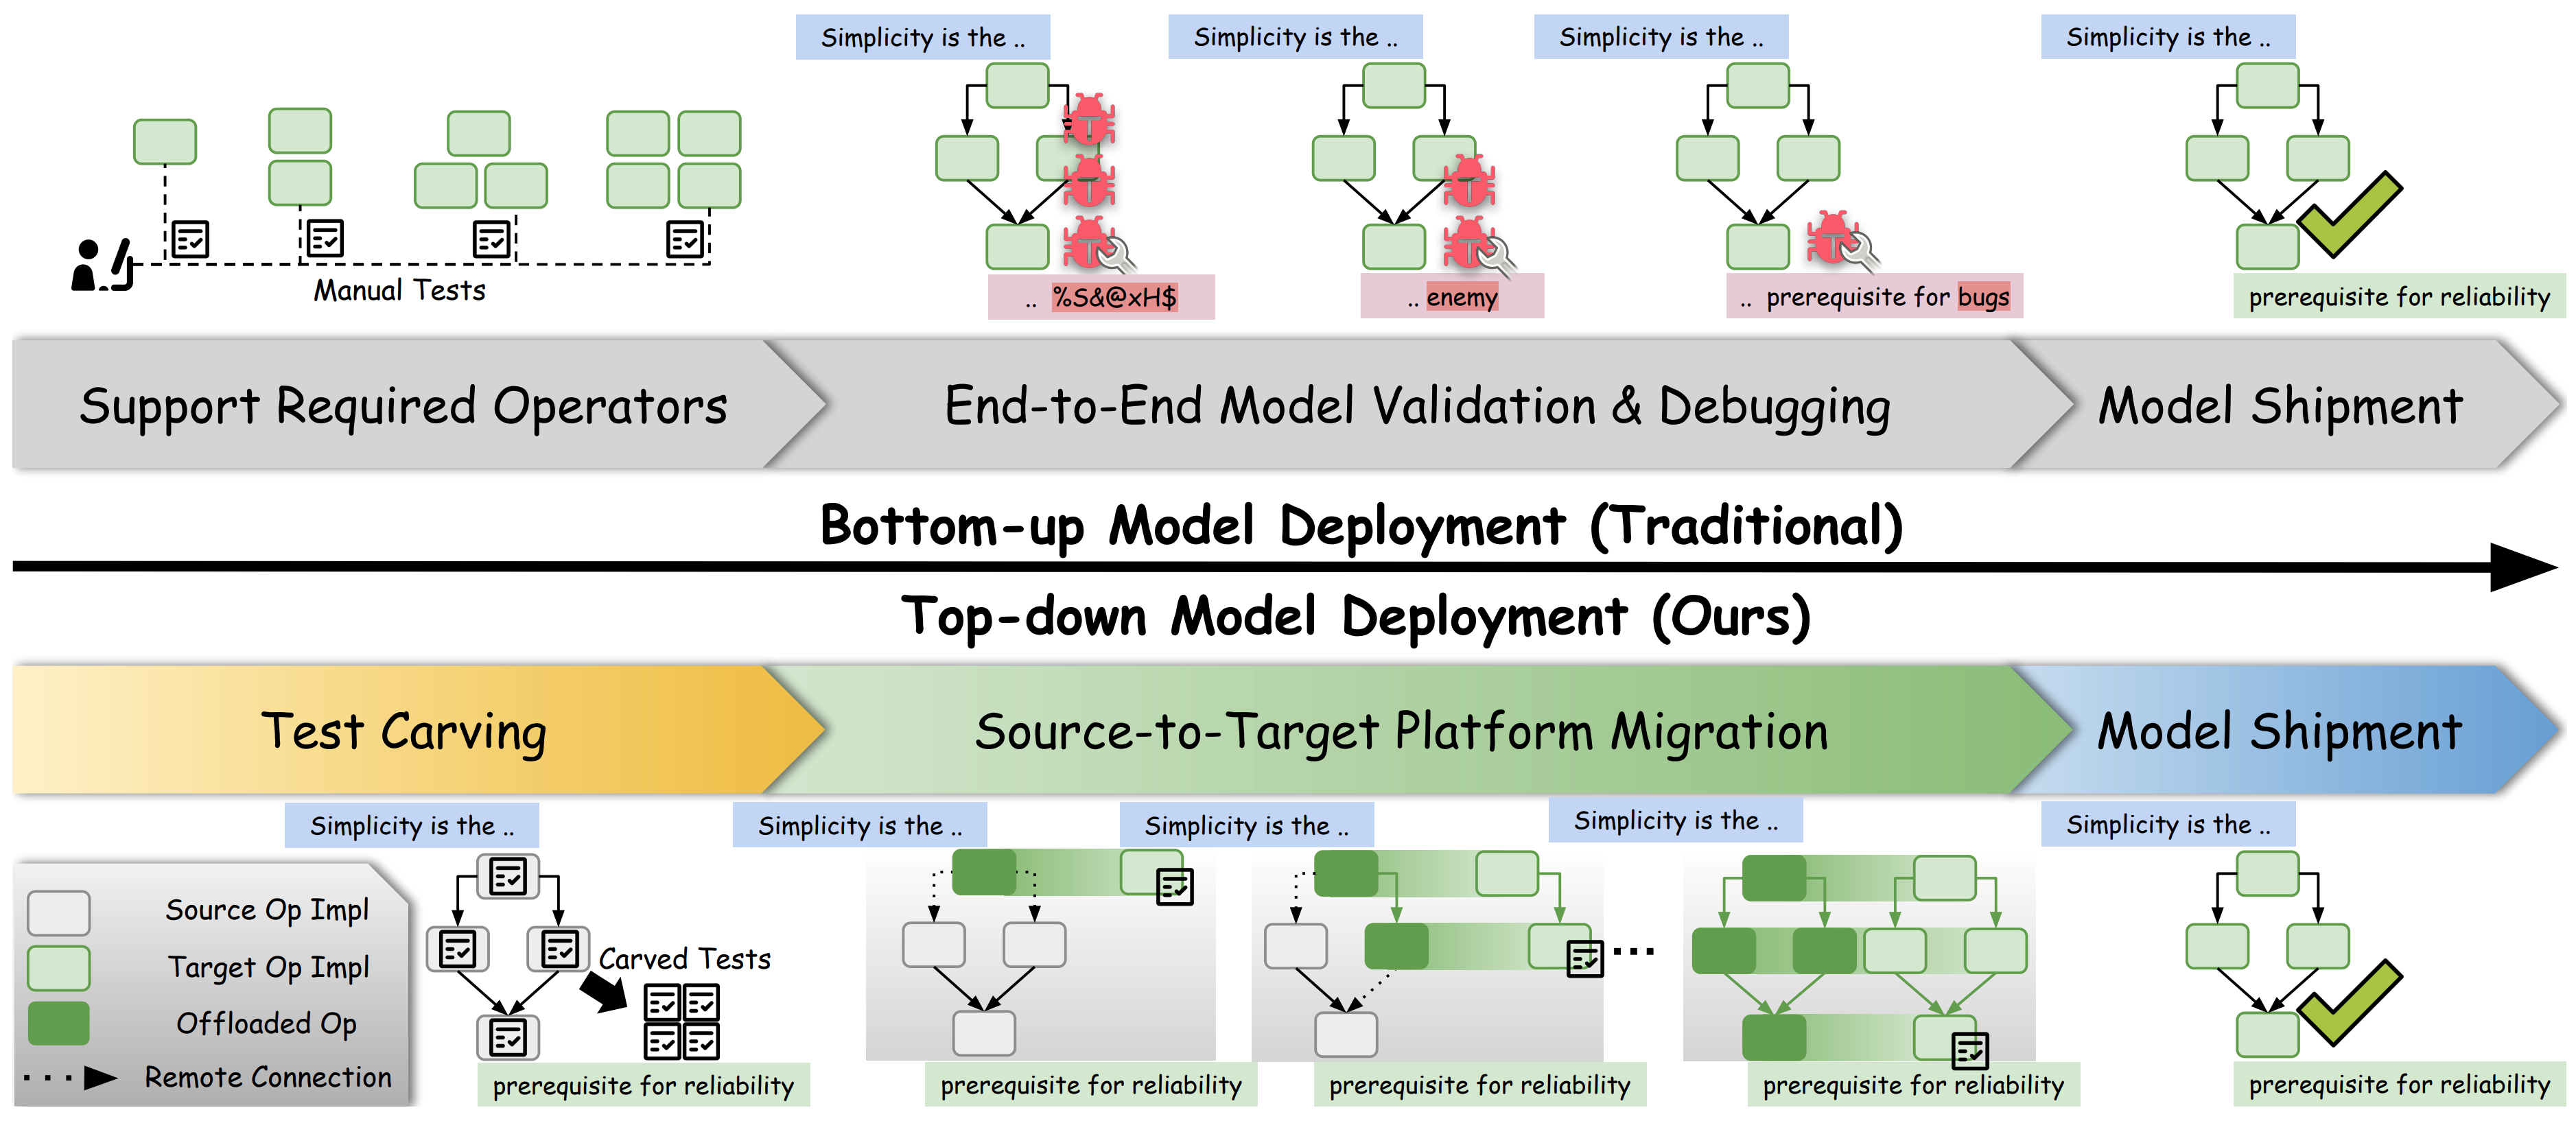 Simplicity is the ..
Simplicity is the ..
Simplicity is the ..
Simplicity is the ..
Manual Tests
.. %S&@xH$
.. enemy
.. prerequisite for bugs
prerequisite for reliability
Support Required Operators
End-to-End Model Validation & Debugging
Model Shipment
Bottom-up Model Deployment (Traditional)
Top-down Model Deployment (Ours)
Test Carving
Source-to-Target Platform Migration
Model Shipment
Simplicity is the ..
Simplicity is the ..
Simplicity is the ..
Simplicity is the ..
Simplicity is the ..
Source Op Impl
Target Op Impl
Offloaded Op
Remote Connection
Carved Tests
...
prerequisite for reliability
prerequisite for reliability
prerequisite for reliability
prerequisite for reliability
prerequisite for reliability